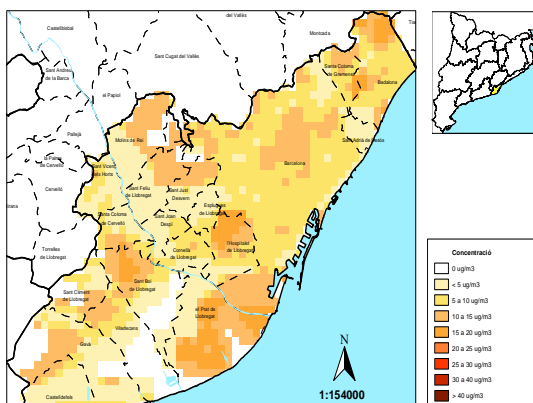 del Vallès
Castellbisbal
Montcada
Sant Cugat del Vallès
Sant Andreu
de la Barca
Santa Coloma
de Gramenet
Badalona
el Papiol
Pallejà
Molins de Rei
Sant Adrià de Besòs
la Palma
de Cervelló
Sant Vicenç
dels Horts
Barcelona
Cervelló
Sant Feliu
de Llobregat
Sant Just
Desvern
Esplugues
de Llobregat
Santa Coloma
de Cervelló
Sant Joan
Despí
Torrelles
de Llobregat
Cornellà
de Llobregat
l'Hospitalet
de Llobregat
Sant Climent
de Llobregat
Sant Boi
de Llobregat
el Prat de
Llobregat
Viladecans
Gavà
Castelldefels
N
1:154000
Concentració
0 ug/m3
< 5 ug/m3
5 a 10 ug/m3
10 a 15 ug/m3
15 a 20 ug/m3
20 a 25 ug/m3
25 a 30 ug/m3
30 a 40 ug/m3
> 40 ug/m3